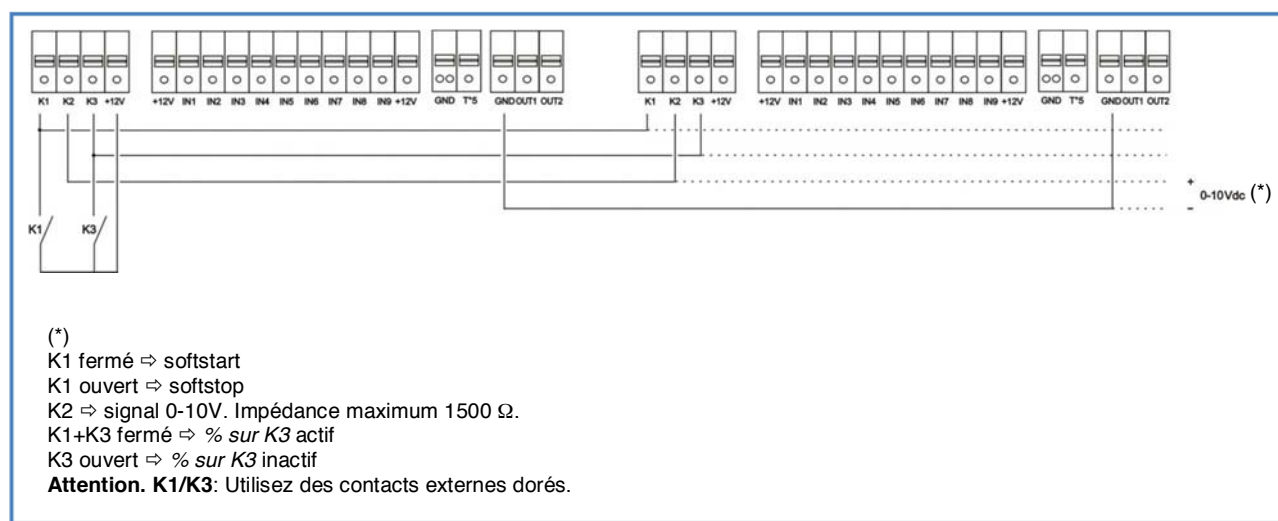 K1 K2 K3 +12V +12V IN1 IN2 IN3 IN4 IN5 IN6 IN7 IN8 IN9 +12V GND T°5 GND OUT1 OUT2 K1 K2 K3 +12V +12V IN1 IN2 IN3 IN4 IN5 IN6 IN7 IN8 IN9 +12V GND T°5 GND OUT1 OUT2
+
0-10Vdc (*)
-
K1 K3
(*)
K1 fermé ⇨ softstart
K1 ouvert ⇨ softstop
K2 ⇨ signal 0-10V. Impédance maximum 1500 Ω.
K1+K3 fermé ⇨ % sur K3 actif
K3 ouvert ⇨ % sur K3 inactif
Attention. K1/K3: Utilisez des contacts externes dorés.